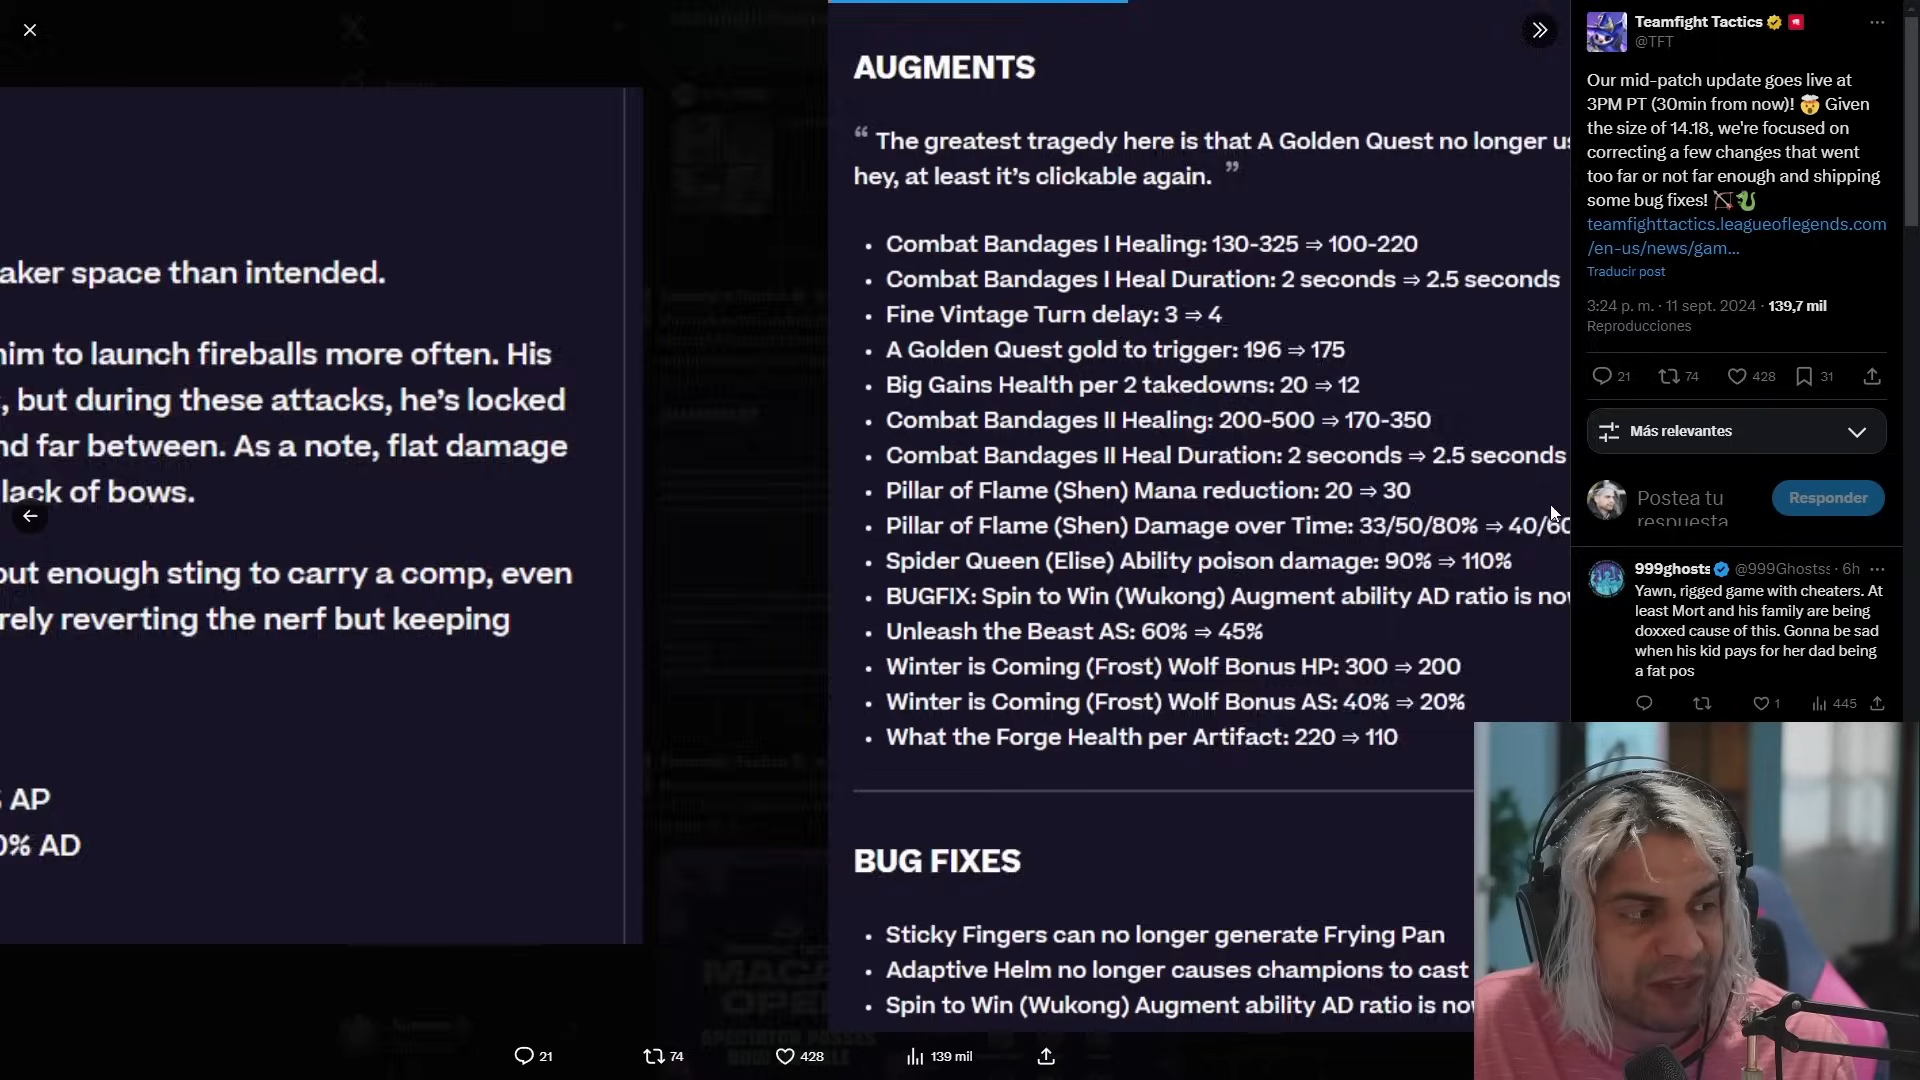 aker space than intended.
him to launch fireballs more often. His
, but during these attacks, he's locked
nd far between. As a note, flat damage
lack of bows.
out enough sting to carry a comp, even
rely reverting the nerf but keeping
AP
0% AD
AUGMENTS
“ The greatest tragedy here is that A Golden Quest no longer us
hey, at least it's clickable again. ”
• Combat Bandages I Healing: 130-325 ⇒ 100-220
• Combat Bandages I Heal Duration: 2 seconds ⇒ 2.5 seconds
• Fine Vintage Turn delay: 3 ⇒ 4
• A Golden Quest gold to trigger: 196 ⇒ 175
• Big Gains Health per 2 takedowns: 20 ⇒ 12
• Combat Bandages II Healing: 200-500 ⇒ 170-350
• Combat Bandages II Heal Duration: 2 seconds ⇒ 2.5 seconds
• Pillar of Flame (Shen) Mana reduction: 20 ⇒ 30
• Pillar of Flame (Shen) Damage over Time: 33/50/80% ⇒ 40/60
• Spider Queen (Elise) Ability poison damage: 90% ⇒ 110%
• BUGFIX: Spin to Win (Wukong) Augment ability AD ratio is now
• Unleash the Beast AS: 60% ⇒ 45%
• Winter is Coming (Frost) Wolf Bonus HP: 300 ⇒ 200
• Winter is Coming (Frost) Wolf Bonus AS: 40% ⇒ 20%
• What the Forge Health per Artifact: 220 ⇒ 110
BUG FIXES
• Sticky Fingers can no longer generate Frying Pan
• Adaptive Helm no longer causes champions to cast
• Spin to Win (Wukong) Augment ability AD ratio is now
21
74
428
139 mil
Teamfight Tactics
@TFT
Our mid-patch update goes live at
3PM PT (30min from now)! 🤯 Given
the size of 14.18, we're focused on
correcting a few changes that went
too far or not far enough and shipping
some bug fixes! 🏹🐍
teamfighttactics.leagueoflegends.com
/en-us/news/gam...
Traducir post
3:24 p. m. · 11 sept. 2024 · 139,7 mil
Reproducciones
21 74 428 31
Más relevantes
Postea tu
respuesta
Responder
999ghosts @999Ghosts: · 6h
Yawn, rigged game with cheaters. At
least Mort and his family are being
doxxed cause of this. Gonna be sad
when his kid pays for her dad being
a fat pos
1 445